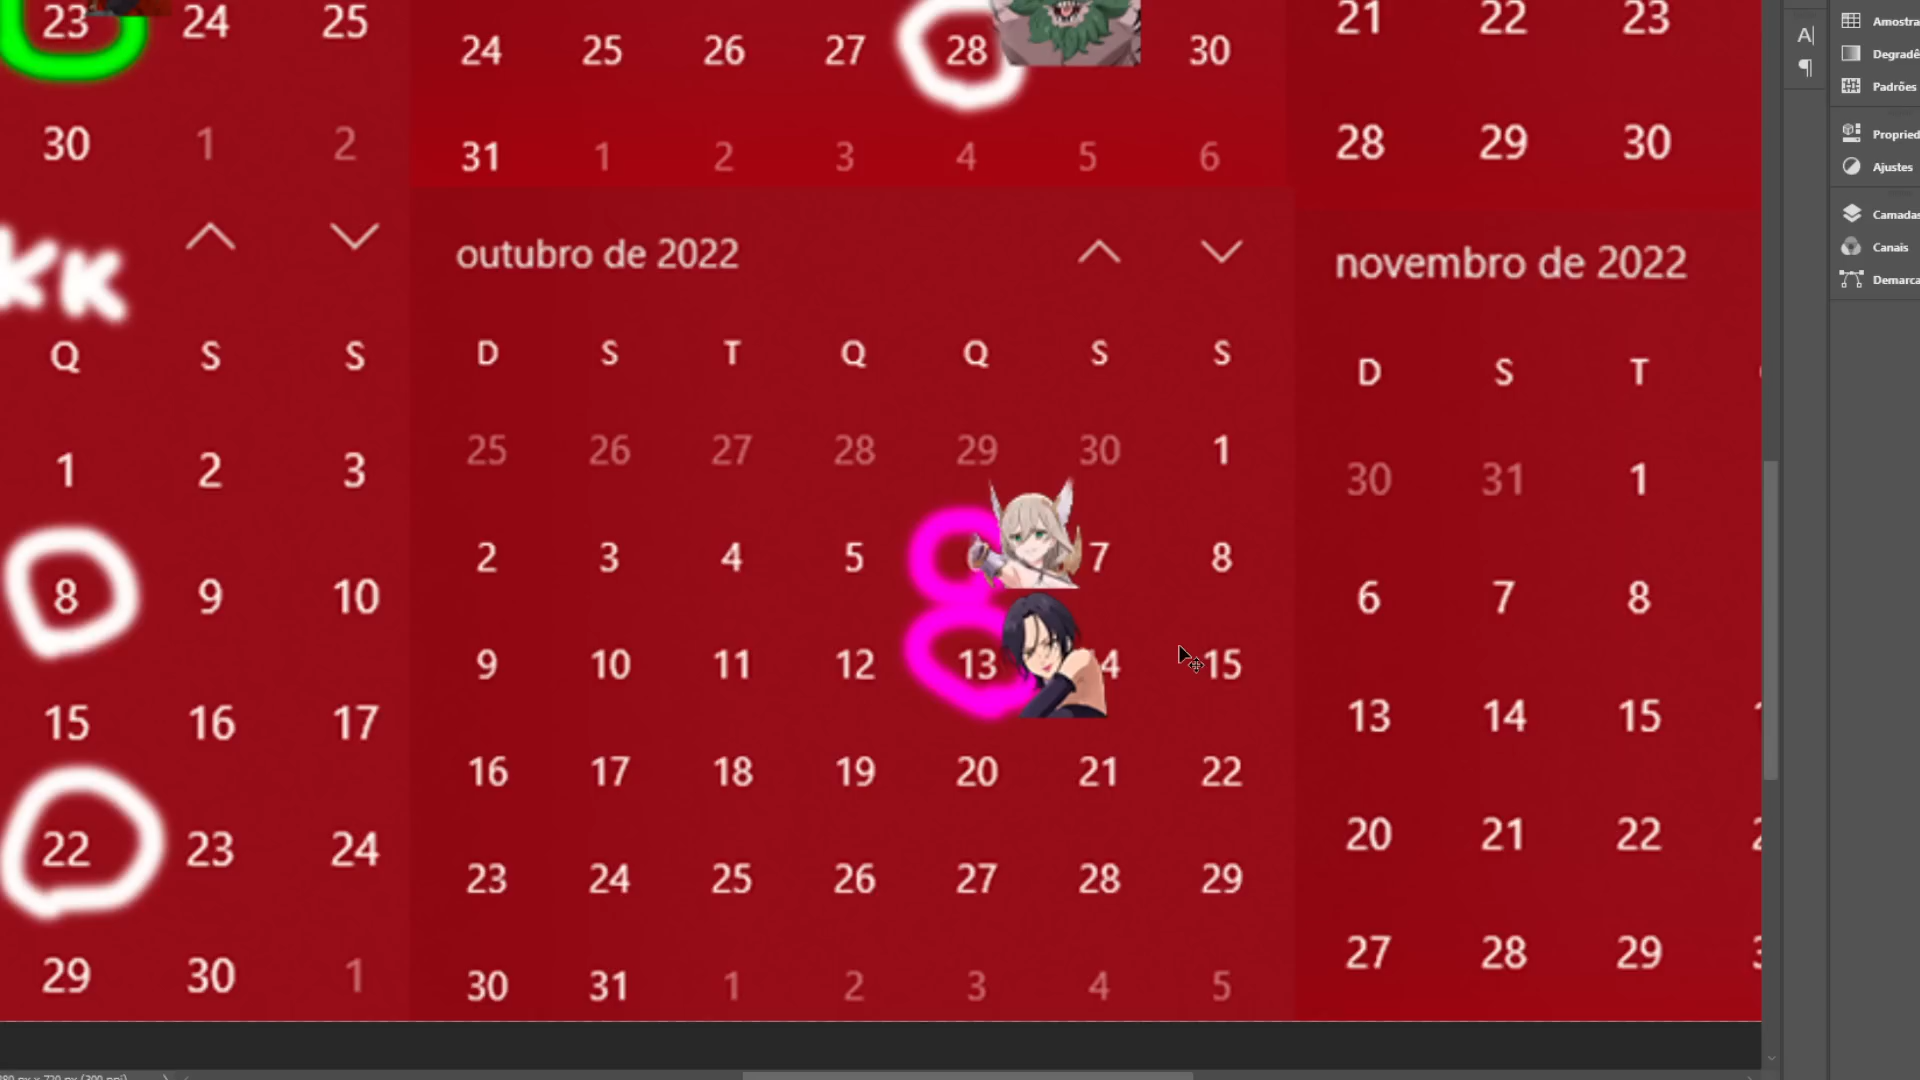 23 24 25
30 1 2
KK
Q S S
1 2 3
8 9 10
15 16 17
22 23 24
29 30 1
24 25 26 27 28 30
31 1 2 3 4 5 6
outubro de 2022
D S T Q Q S S
25 26 27 28 29 30 1
2 3 4 5 7 8
9 10 11 12 13 4 15
16 17 18 19 20 21 22
23 24 25 26 27 28 29
30 31 1 2 3 4 5
21 22 23
28 29 30
novembro de 2022
D S T
30 31 1
6 7 8
13 14 15
20 21 22 2
27 28 29
A
¶
Amostra
Degradê
Padrões
Propried
Ajustes
Camadas
Canais
Demarca